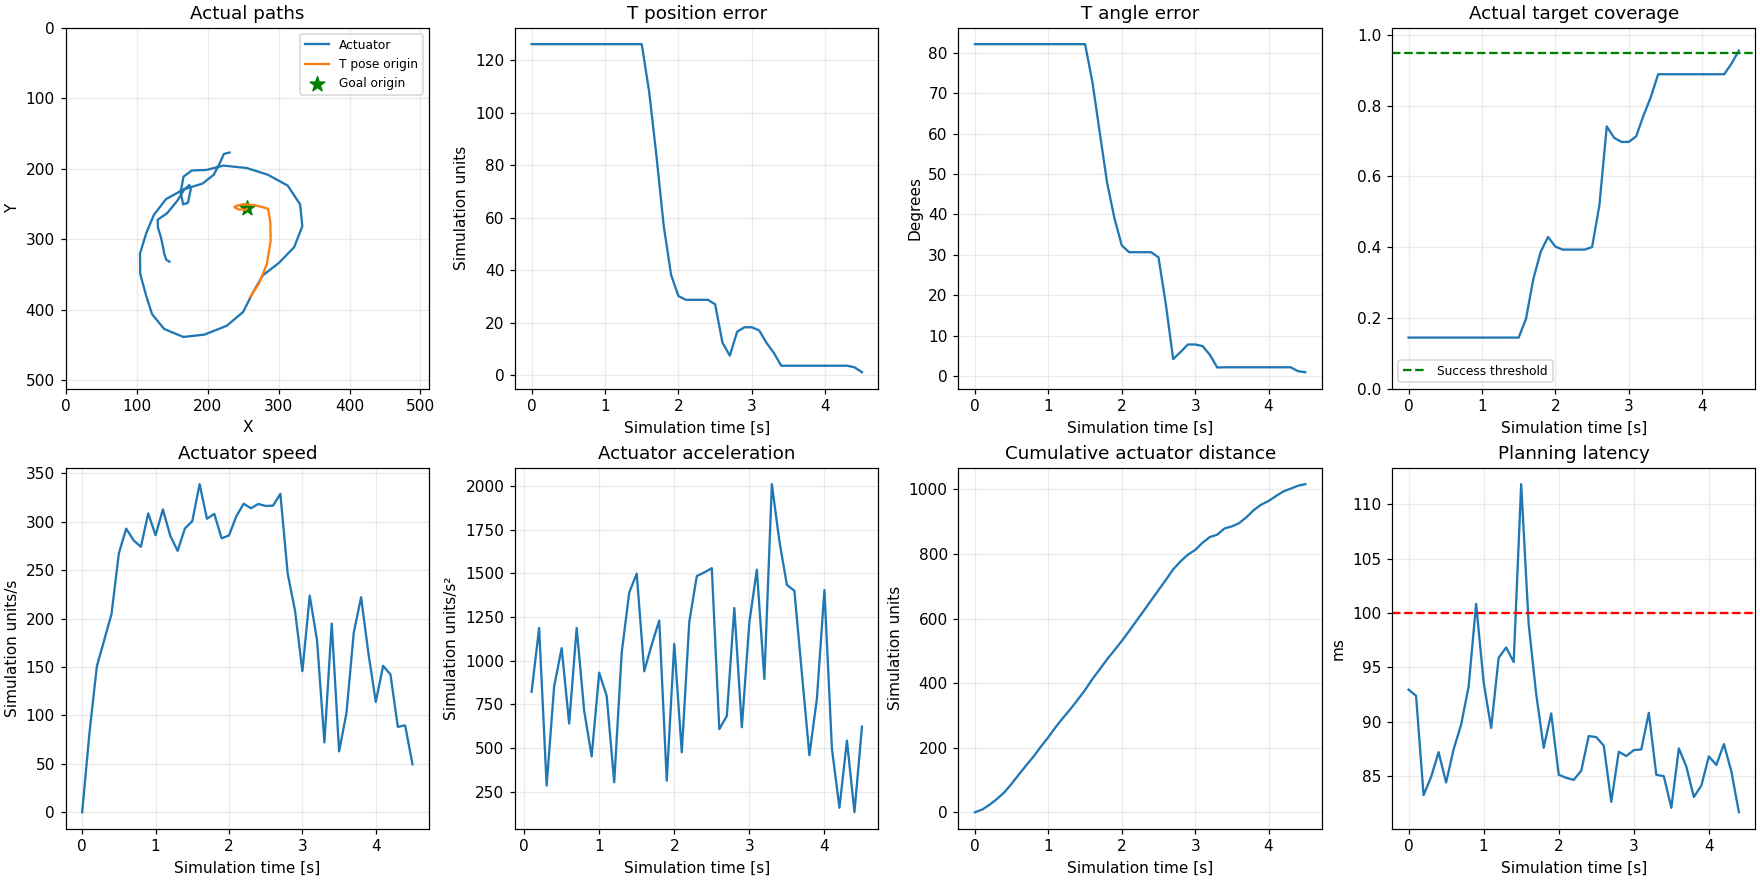 Actual paths
0
100
200
300
400
500
Y
0 100 200 300 400 500
X
Actuator
T pose origin
Goal origin
T position error
120
100
80
60
40
20
0
Simulation units
0 1 2 3 4
Simulation time [s]
T angle error
80
70
60
50
40
30
20
10
0
Degrees
0 1 2 3 4
Simulation time [s]
Actual target coverage
1.0
0.8
0.6
0.4
0.2
0.0
Success threshold
0 1 2 3 4
Simulation time [s]
Actuator speed
350
300
250
200
150
100
50
0
Simulation units/s
0 1 2 3 4
Simulation time [s]
Actuator acceleration
2000
1750
1500
1250
1000
750
500
250
Simulation units/s²
0 1 2 3 4
Simulation time [s]
Cumulative actuator distance
1000
800
600
400
200
0
Simulation units
0 1 2 3 4
Simulation time [s]
Planning latency
110
105
100
95
90
85
ms
0 1 2 3 4
Simulation time [s]